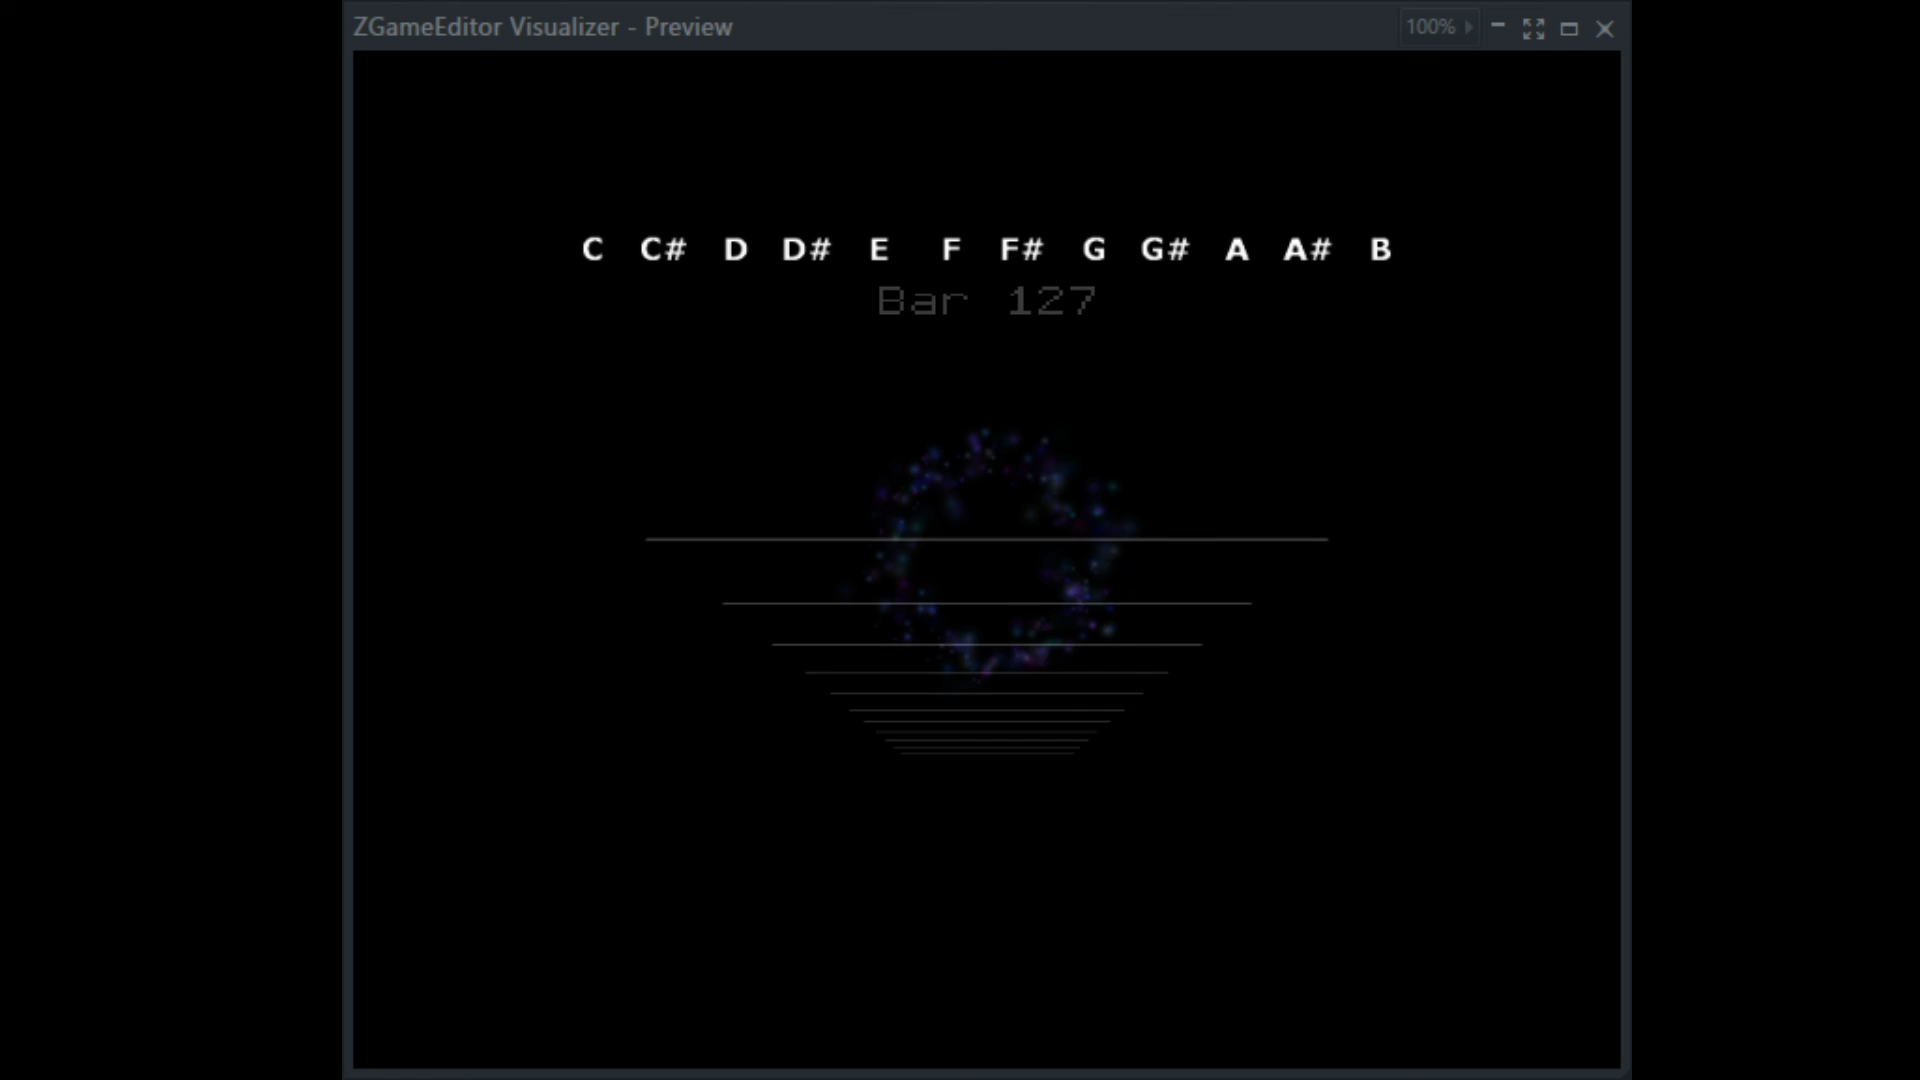 ZGameEditor Visualizer - Preview 100%
C C# D D# E F F# G G# A A# B
Bar 127